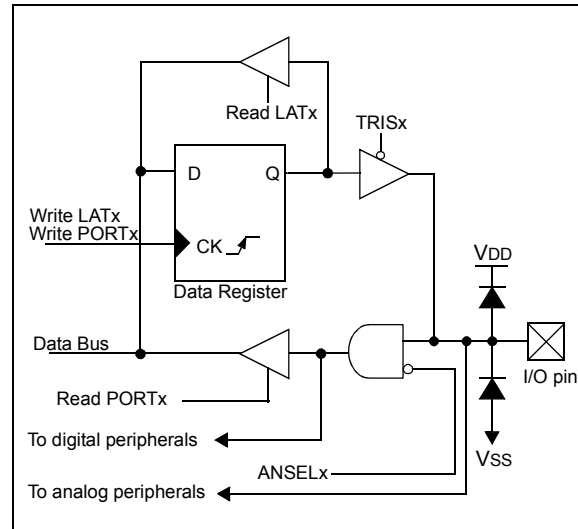 Read LATx
TRISx
D
Q
Write LATx
Write PORTx
CK
Data Register
VDD
Data Bus
I/O pin
Read PORTx
To digital peripherals
VSS
ANSELx
To analog peripherals